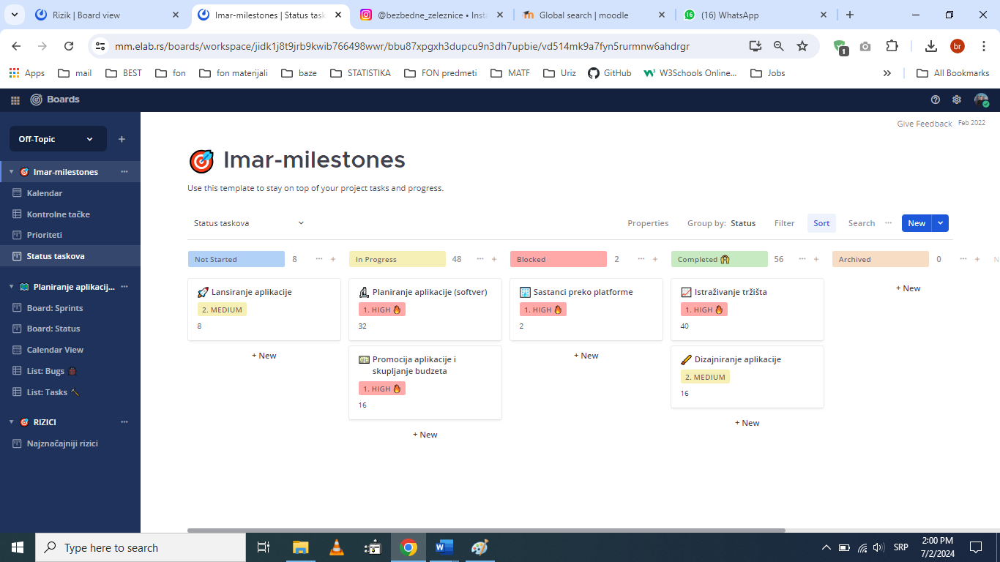 Rizik | Board view
Imar-milestones | Status task
@bezbedne_zeleznice • Inst
Global search | moodle
(16) WhatsApp
mm.elab.rs/boards/workspace/jidk1j8t9jrb9kwib766498wwr/bbu87xpgxh3dupcu9n3dh7upbie/vd514mk9a7fyn5rurmnw6ahdrgr
1
br
Apps
mail
BEST
fon
fon materijali
baze
STATISTIKA
FON predmeti
MATF
Uriz
GitHub
W3Schools Online...
Jobs
All Bookmarks
Boards
Off-Topic
Imar-milestones
Kalendar
Kontrolne tačke
Prioriteti
Status taskova
Planiranje aplikacij...
Board: Sprints
Board: Status
Calendar View
List: Bugs
List: Tasks
RIZICI
Najznačajniji rizici
Give Feedback
Feb 2022
Imar-milestones
Use this template to stay on top of your project tasks and progress.
Status taskova
Properties
Group by: Status
Filter
Sort
Search
New
Not Started 8
In Progress 48
Blocked 2
Completed 56
Archived 0
N
Lansiranje aplikacije
2. MEDIUM
8
+ New
Planiranje aplikacije (softver)
1. HIGH
32
Promocija aplikacije i
skupljanje budzeta
1. HIGH
16
+ New
Sastanci preko platforme
1. HIGH
2
+ New
Istraživanje tržišta
1. HIGH
40
Dizajniranje aplikacije
2. MEDIUM
16
+ New
+ New
Type here to search
SRP
2:00 PM
7/2/2024